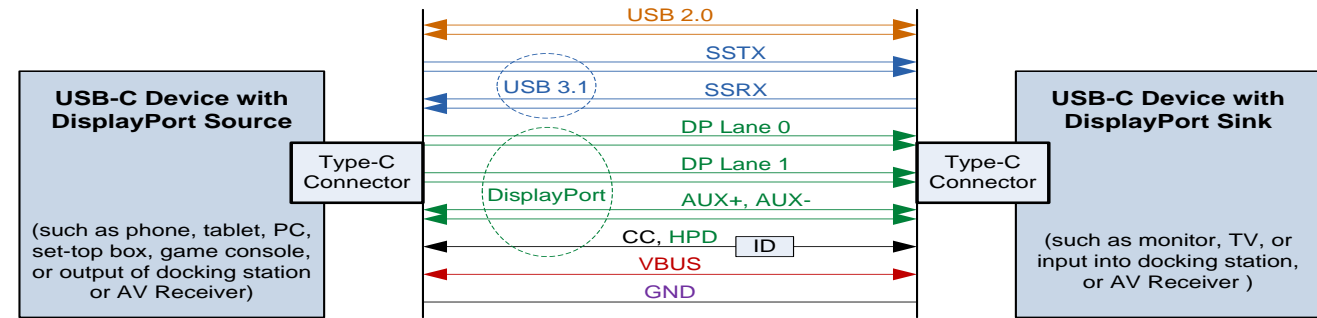 USB-C Device with
DisplayPort Source
Type-C
Connector
(such as phone, tablet, PC,
set-top box, game console,
or output of docking station
or AV Receiver)
USB 2.0
SSTX
USB 3.1
SSRX
DP Lane 0
DP Lane 1
DisplayPort
AUX+, AUX-
CC, HPD
ID
VBUS
GND
USB-C Device with
DisplayPort Sink
Type-C
Connector
(such as monitor, TV, or
input into docking station,
or AV Receiver )